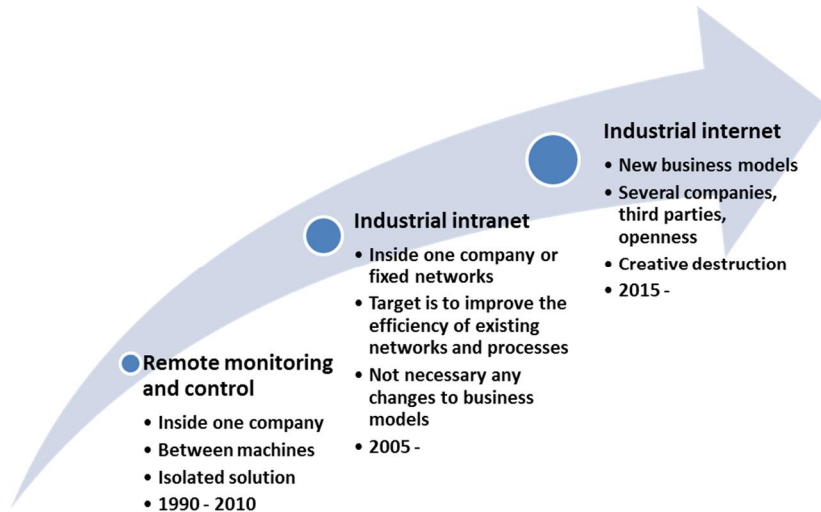 Remote monitoring
and control
• Inside one company
• Between machines
• Isolated solution
• 1990 - 2010
Industrial intranet
• Inside one company or
fixed networks
• Target is to improve the
efficiency of existing
networks and processes
• Not necessary any
changes to business
models
• 2005 -
Industrial internet
• New business models
• Several companies,
third parties,
openness
• Creative destruction
• 2015 -